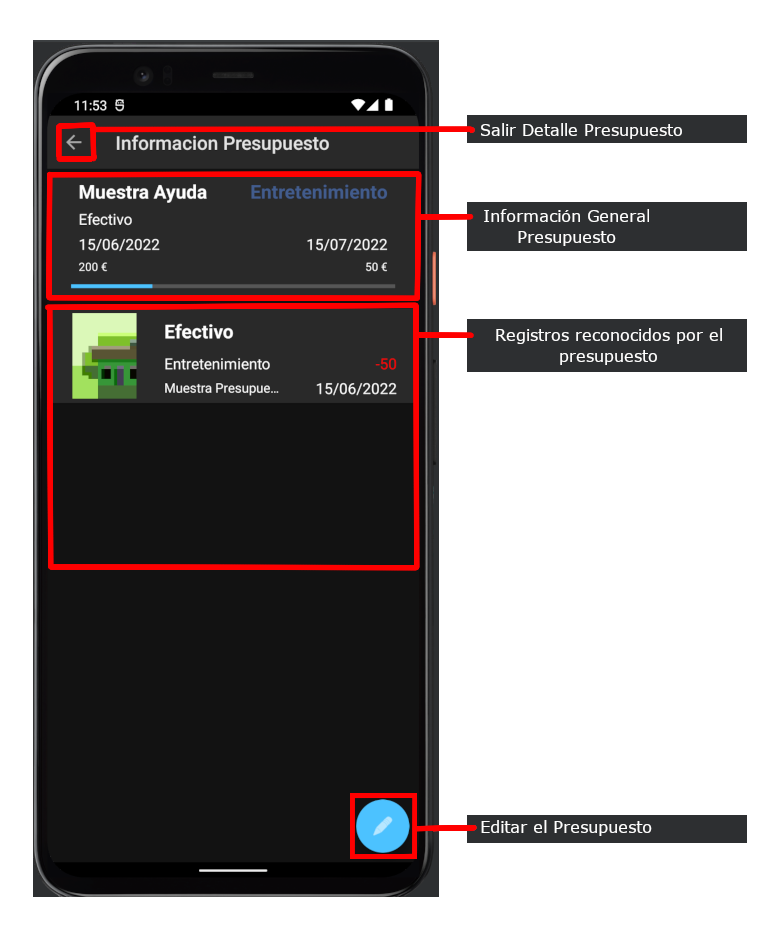 11:53
Informacion Presupuesto
Salir Detalle Presupuesto
Muestra Ayuda Entretenimiento
Efectivo
15/06/2022 15/07/2022
200 € 50 €
Información General
Presupuesto
Efectivo
Entretenimiento -50
Muestra Presupue... 15/06/2022
Registros reconocidos por el
presupuesto
Editar el Presupuesto